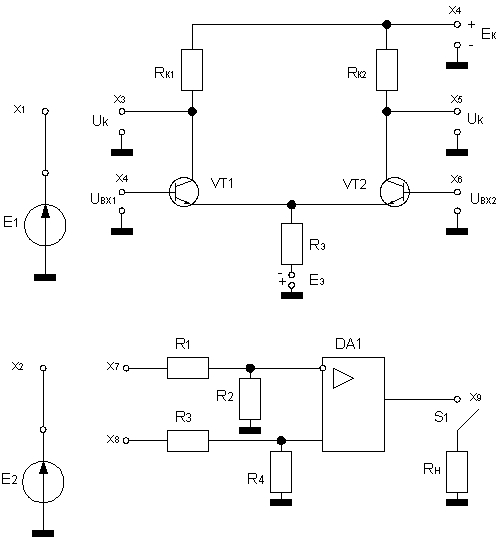 X4
+
Eк
-
Rк1
Rк2
X1
X3
Uк
X5
Uк
X4
VT1
VT2
X6
Uвх1
Uвх2
E1
Rэ
-
+
Eэ
X2
X7
R1
DA1
R2
X9
S1
R3
X8
E2
R4
Rн